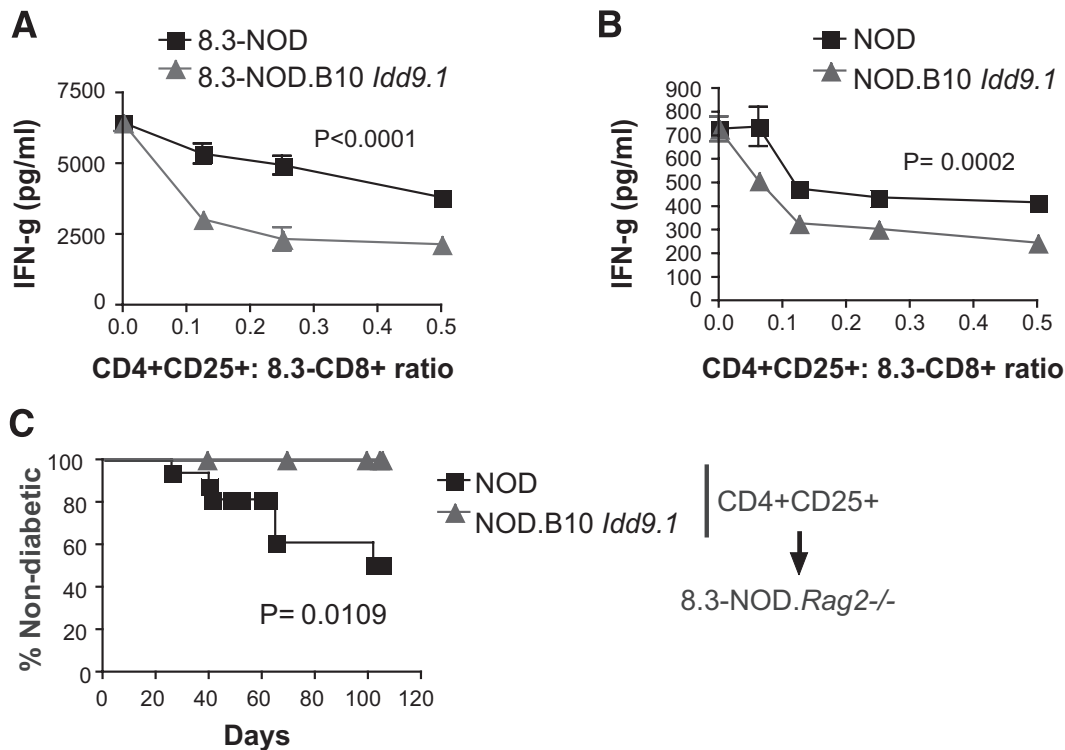 A
8.3-NOD
8.3-NOD.B10 Idd9.1
7500
5000
2500
0
IFN-g (pg/ml)
P<0.0001
0.0 0.1 0.2 0.3 0.4 0.5
CD4+CD25+: 8.3-CD8+ ratio
B
NOD
NOD.B10 Idd9.1
900
800
700
600
500
400
300
200
100
0
IFN-g (pg/ml)
P= 0.0002
0.0 0.1 0.2 0.3 0.4 0.5
CD4+CD25+: 8.3-CD8+ ratio
C
100
80
60
40
20
0
% Non-diabetic
P= 0.0109
0 20 40 60 80 100 120
Days
NOD
NOD.B10 Idd9.1
CD4+CD25+
8.3-NOD.Rag2-/-